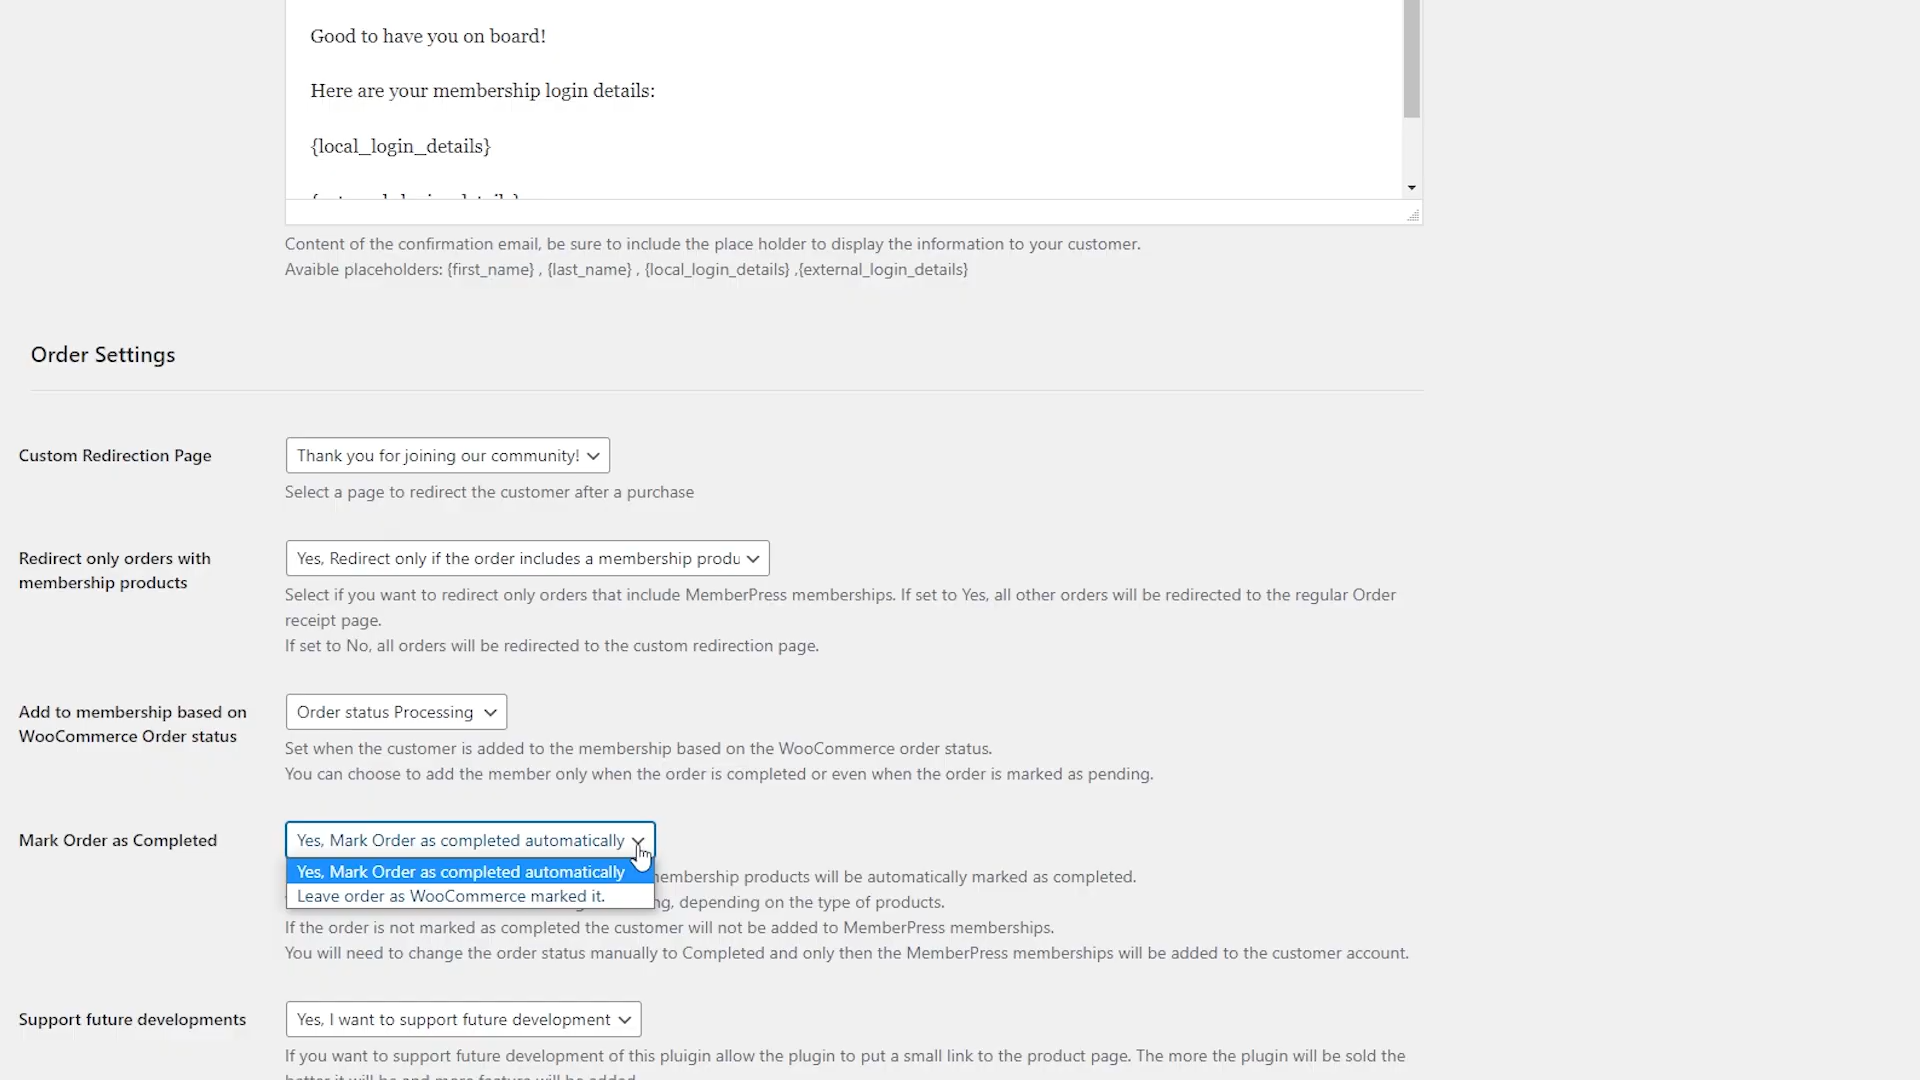 Good to have you on board!
Here are your membership login details:
{local_login_details}
Content of the confirmation email, be sure to include the place holder to display the information to your customer.
Avaible placeholders: {first_name} , {last_name} , {local_login_details} ,{external_login_details}
Order Settings
Custom Redirection Page
Thank you for joining our community!
Select a page to redirect the customer after a purchase
Redirect only orders with
membership products
Yes, Redirect only if the order includes a membership produ
Select if you want to redirect only orders that include MemberPress memberships. If set to Yes, all other orders will be redirected to the regular Order
receipt page.
If set to No, all orders will be redirected to the custom redirection page.
Add to membership based on
WooCommerce Order status
Order status Processing
Set when the customer is added to the membership based on the WooCommerce order status.
You can choose to add the member only when the order is completed or even when the order is marked as pending.
Mark Order as Completed
Yes, Mark Order as completed automatically
Yes, Mark Order as completed automatically
Leave order as WooCommerce marked it.
membership products will be automatically marked as completed.
depending on the type of products.
If the order is not marked as completed the customer will not be added to MemberPress memberships.
You will need to change the order status manually to Completed and only then the MemberPress memberships will be added to the customer account.
Support future developments
Yes, I want to support future development
If you want to support future development of this pluigin allow the plugin to put a small link to the product page. The more the plugin will be sold the